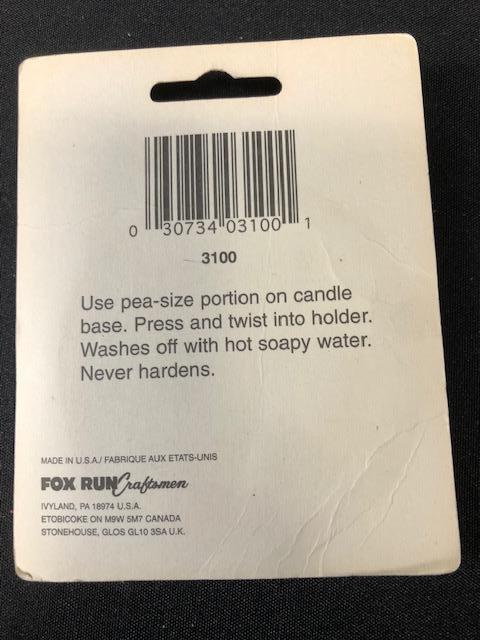 0 30734 03100 1
3100
Use pea-size portion on candle
base. Press and twist into holder.
Washes off with hot soapy water.
Never hardens.
MADE IN U.S.A./ FABRIQUE AUX ETATS-UNIS
FOX RUN Craftsmen
IVYLAND, PA 18974 U.S.A.
ETOBICOKE ON M9W 5M7 CANADA
STONEHOUSE, GLOS GL10 3SA U.K.